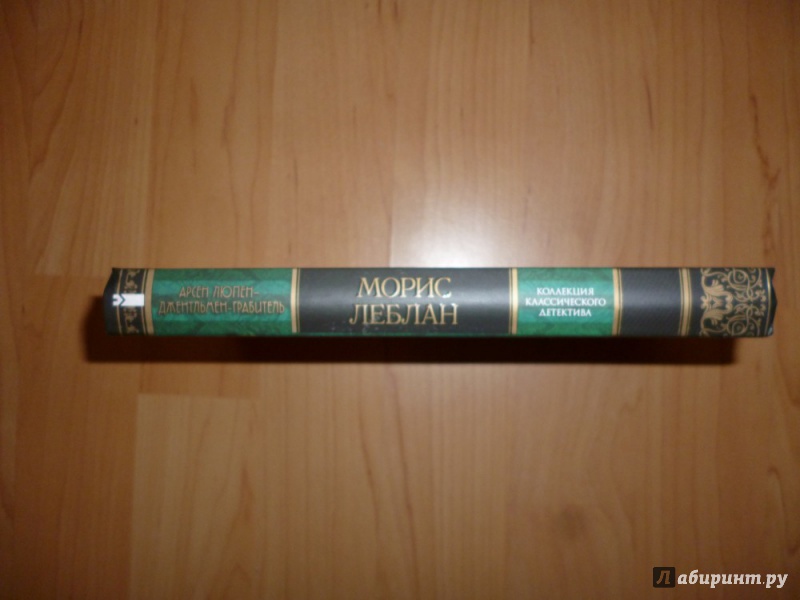 АРСЕН ЛЮПЕН-
ДЖЕНТЛЬМЕН-ГРАБИТЕЛЬ
МОРИС
ЛЕБЛАН
КОЛЛЕКЦИЯ
КЛАССИЧЕСКОГО
ДЕТЕКТИВА
Лабиринт.ру